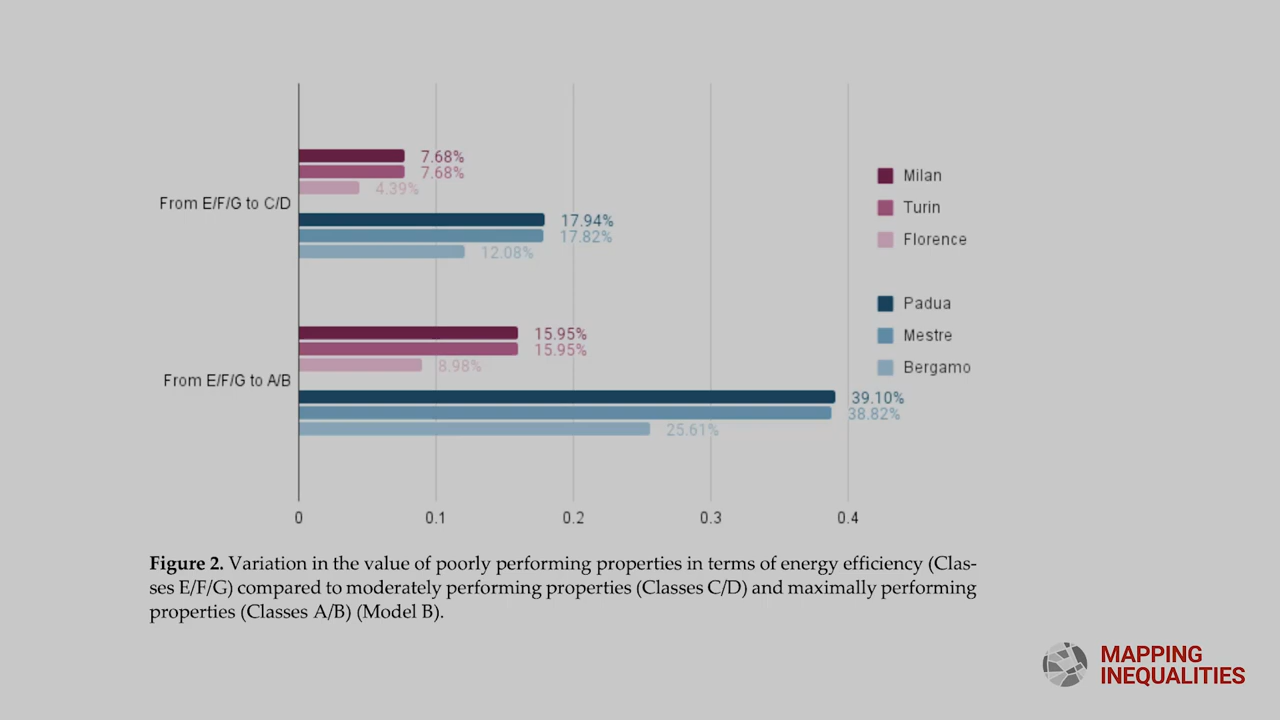 7.68%
7.68%
4.39%
From E/F/G to C/D
17.94%
17.82%
12.08%
15.95%
15.95%
8.98%
From E/F/G to A/B
39.10%
38.82%
25.61%
0 0.1 0.2 0.3 0.4
Milan
Turin
Florence
Padua
Mestre
Bergamo
Figure 2. Variation in the value of poorly performing properties in terms of energy efficiency (Clas-
ses E/F/G) compared to moderately performing properties (Classes C/D) and maximally performing
properties (Classes A/B) (Model B).
MAPPING
INEQUALITIES